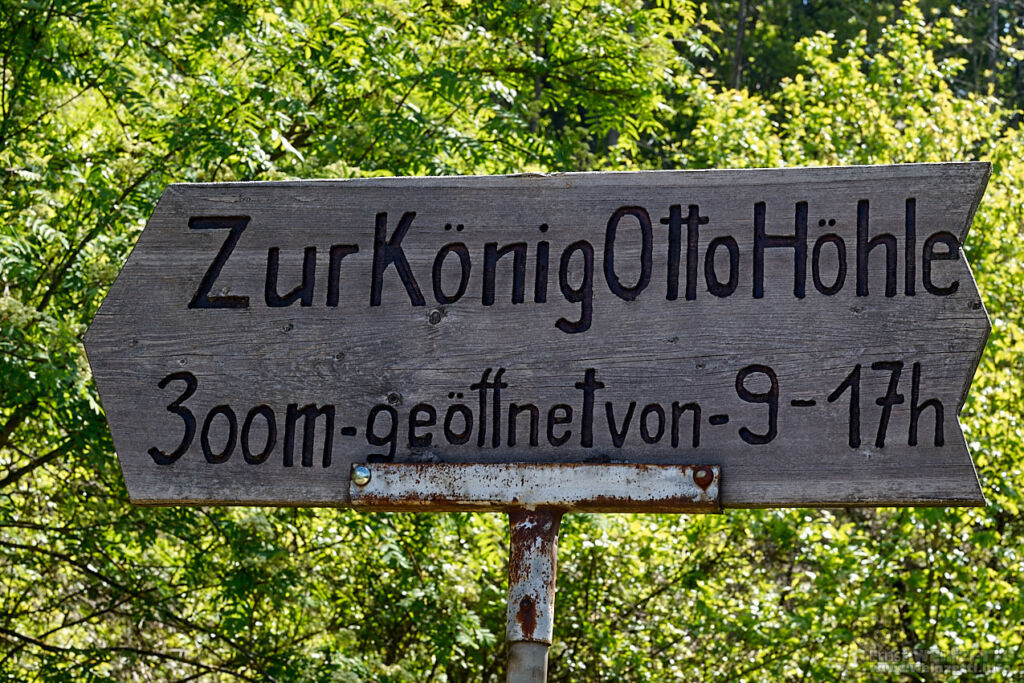 Zur König Otto Höhle
300m-geöffnet von-9-17h